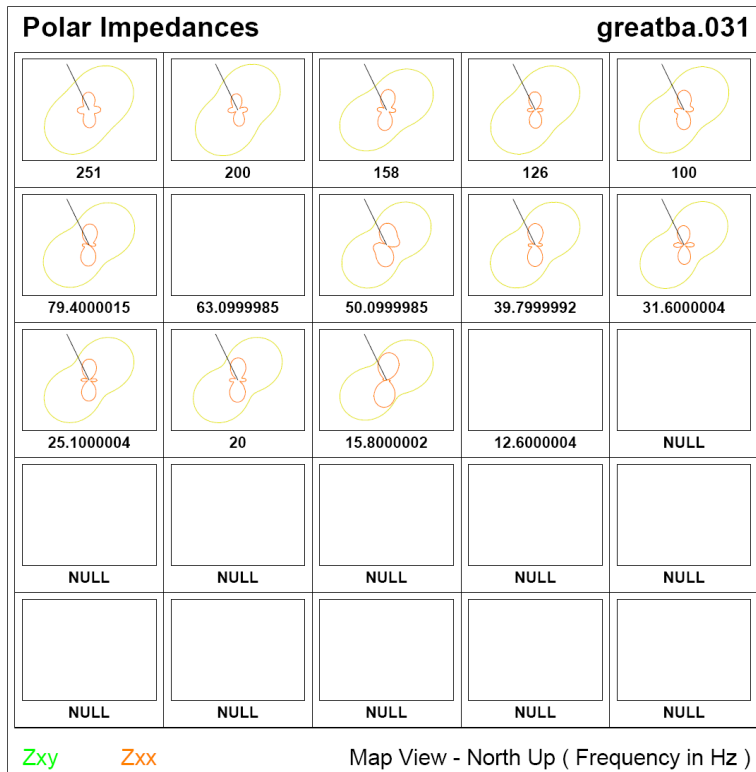 Polar Impedances greatba.031
251 200 158 126 100
79.4000015 63.0999985 50.0999985 39.7999992 31.6000004
25.1000004 20 15.8000002 12.6000004 NULL
NULL NULL NULL NULL NULL
NULL NULL NULL NULL NULL
Zxy Zxx Map View - North Up ( Frequency in Hz )